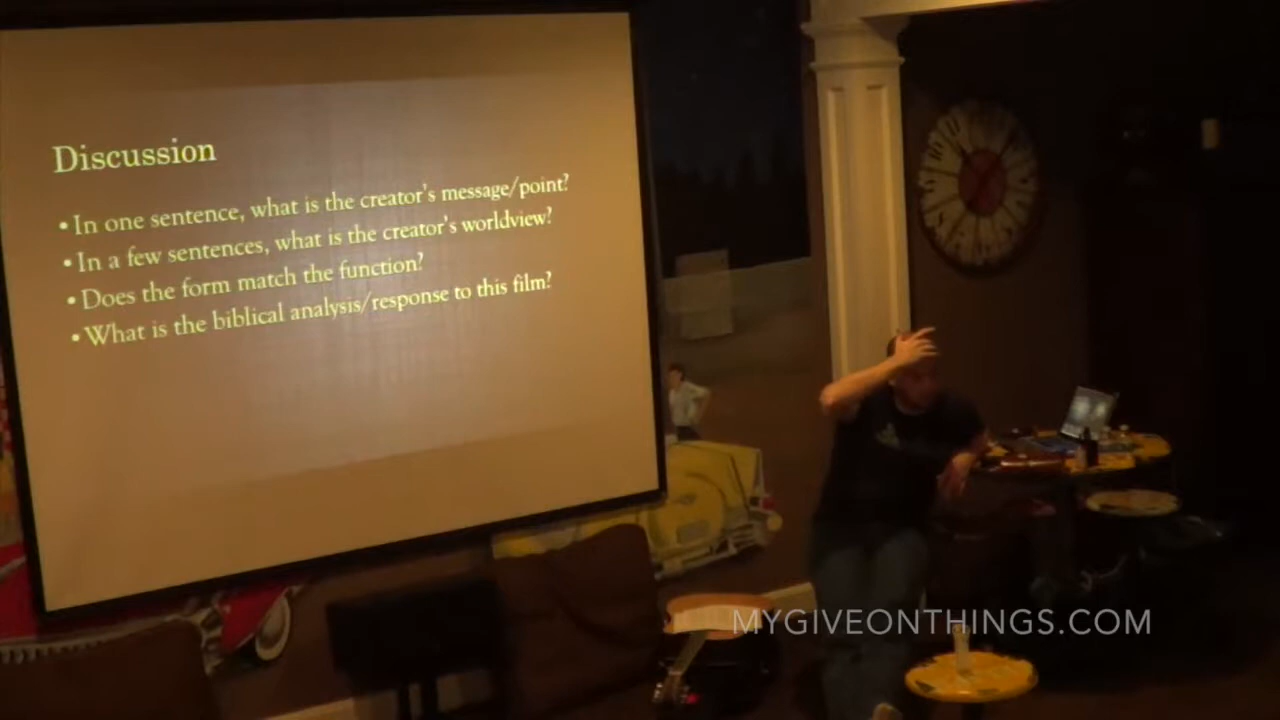 Discussion
• In one sentence, what is the creator's message/point?
• In a few sentences, what is the creator's worldview?
• Does the form match the function?
• What is the biblical analysis/response to this film?
MYGIVEONTHINGS.COM